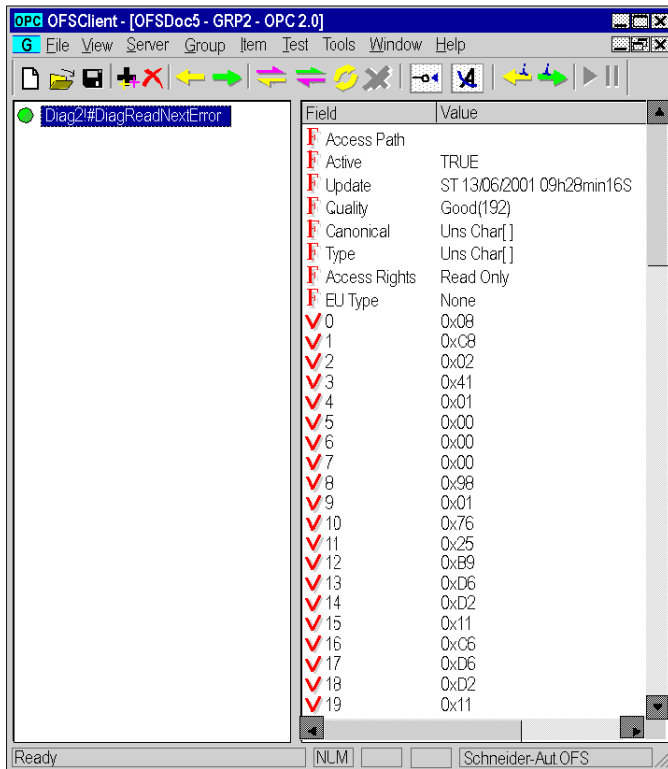 OPC OFSClient - [OFSDoc5 - GRP2 - OPC 2.0]
G File View Server Group Item Test Tools Window Help
Diag2!#DiagReadNextError
Field Value
F Access Path
F Active TRUE
F Update ST 13/06/2001 09h28min16S
F Quality Good(192)
F Canonical Uns Char[ ]
F Type Uns Char[ ]
F Access Rights Read Only
F EU Type None
0 0x08
1 0xC8
2 0x02
3 0x41
4 0x01
5 0x00
6 0x00
7 0x00
8 0x98
9 0x01
10 0x76
11 0x25
12 0xB9
13 0xD6
14 0xD2
15 0x11
16 0xC6
17 0xD6
18 0xD2
19 0x11
Ready NUM Schneider-Aut.OFS